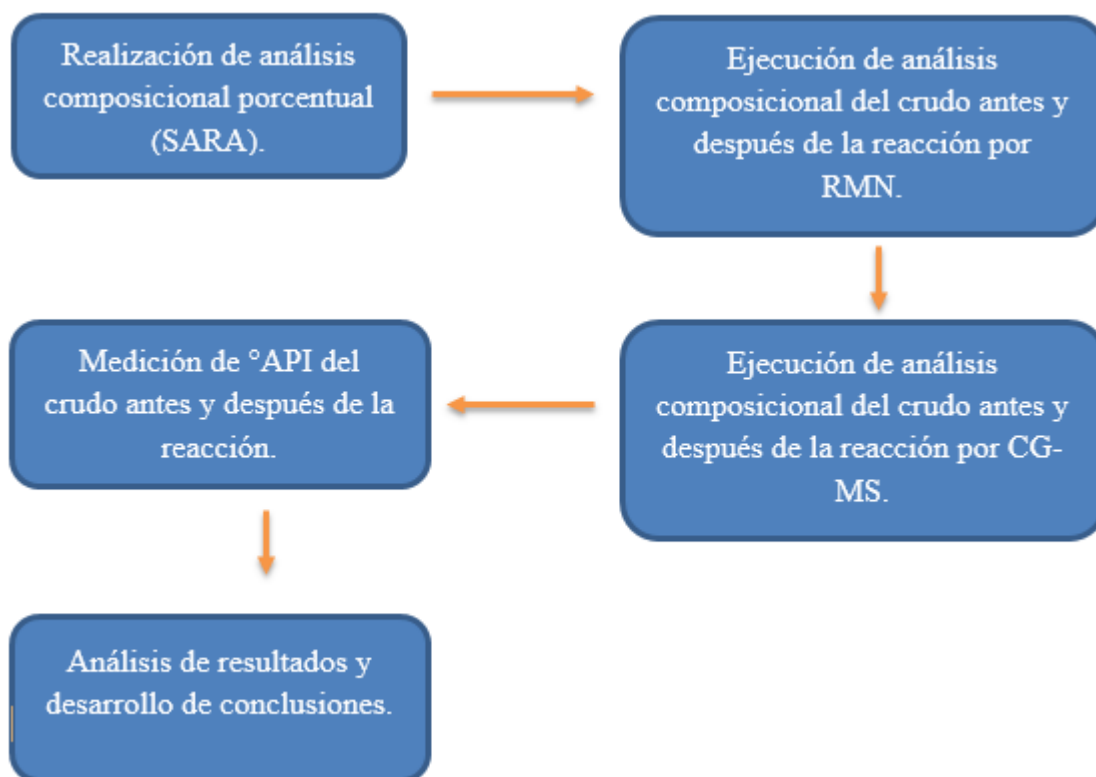 Realización de análisis
composicional porcentual
(SARA).
Ejecución de análisis
composicional del crudo antes y
después de la reacción por
RMN.
Ejecución de análisis
composicional del crudo antes y
después de la reacción por CG-
MS.
Medición de °API del
crudo antes y después de la
reacción.
Análisis de resultados y
desarrollo de conclusiones.